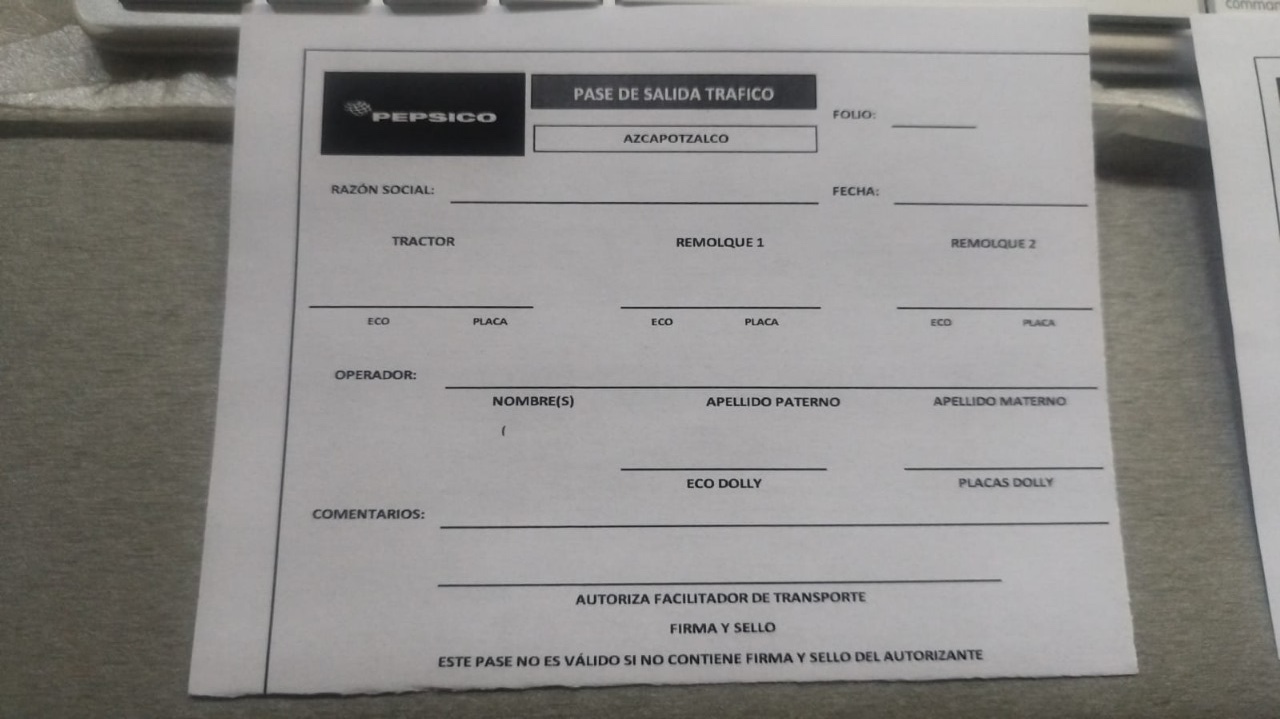 comman
PEPSICO
PASE DE SALIDA TRAFICO
AZCAPOTZALCO
FOLIO:
RAZÓN SOCIAL:
FECHA:
TRACTOR REMOLQUE 1 REMOLQUE 2
ECO PLACA ECO PLACA ECO PLACA
OPERADOR:
NOMBRE(S) APELLIDO PATERNO APELLIDO MATERNO
(
ECO DOLLY PLACAS DOLLY
COMENTARIOS:
AUTORIZA FACILITADOR DE TRANSPORTE
FIRMA Y SELLO
ESTE PASE NO ES VÁLIDO SI NO CONTIENE FIRMA Y SELLO DEL AUTORIZANTE